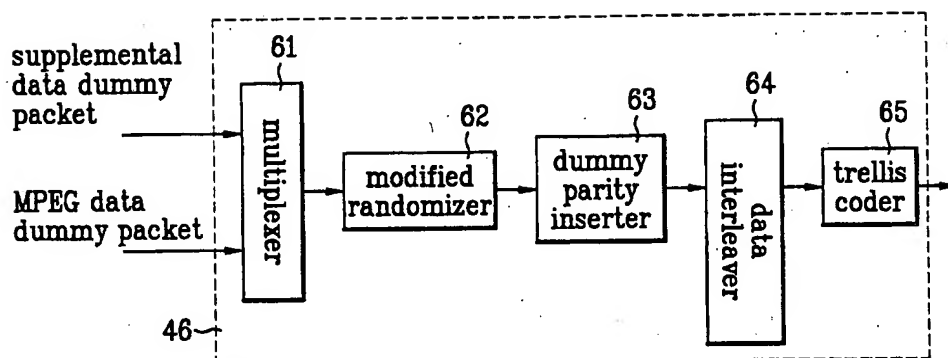 supplemental
data dummy
packet
MPEG data
dummy packet
61
multiplexer
62
modified
randomizer
63
dummy
parity
inserter
64
data
interleaver
65
trellis
coder
46